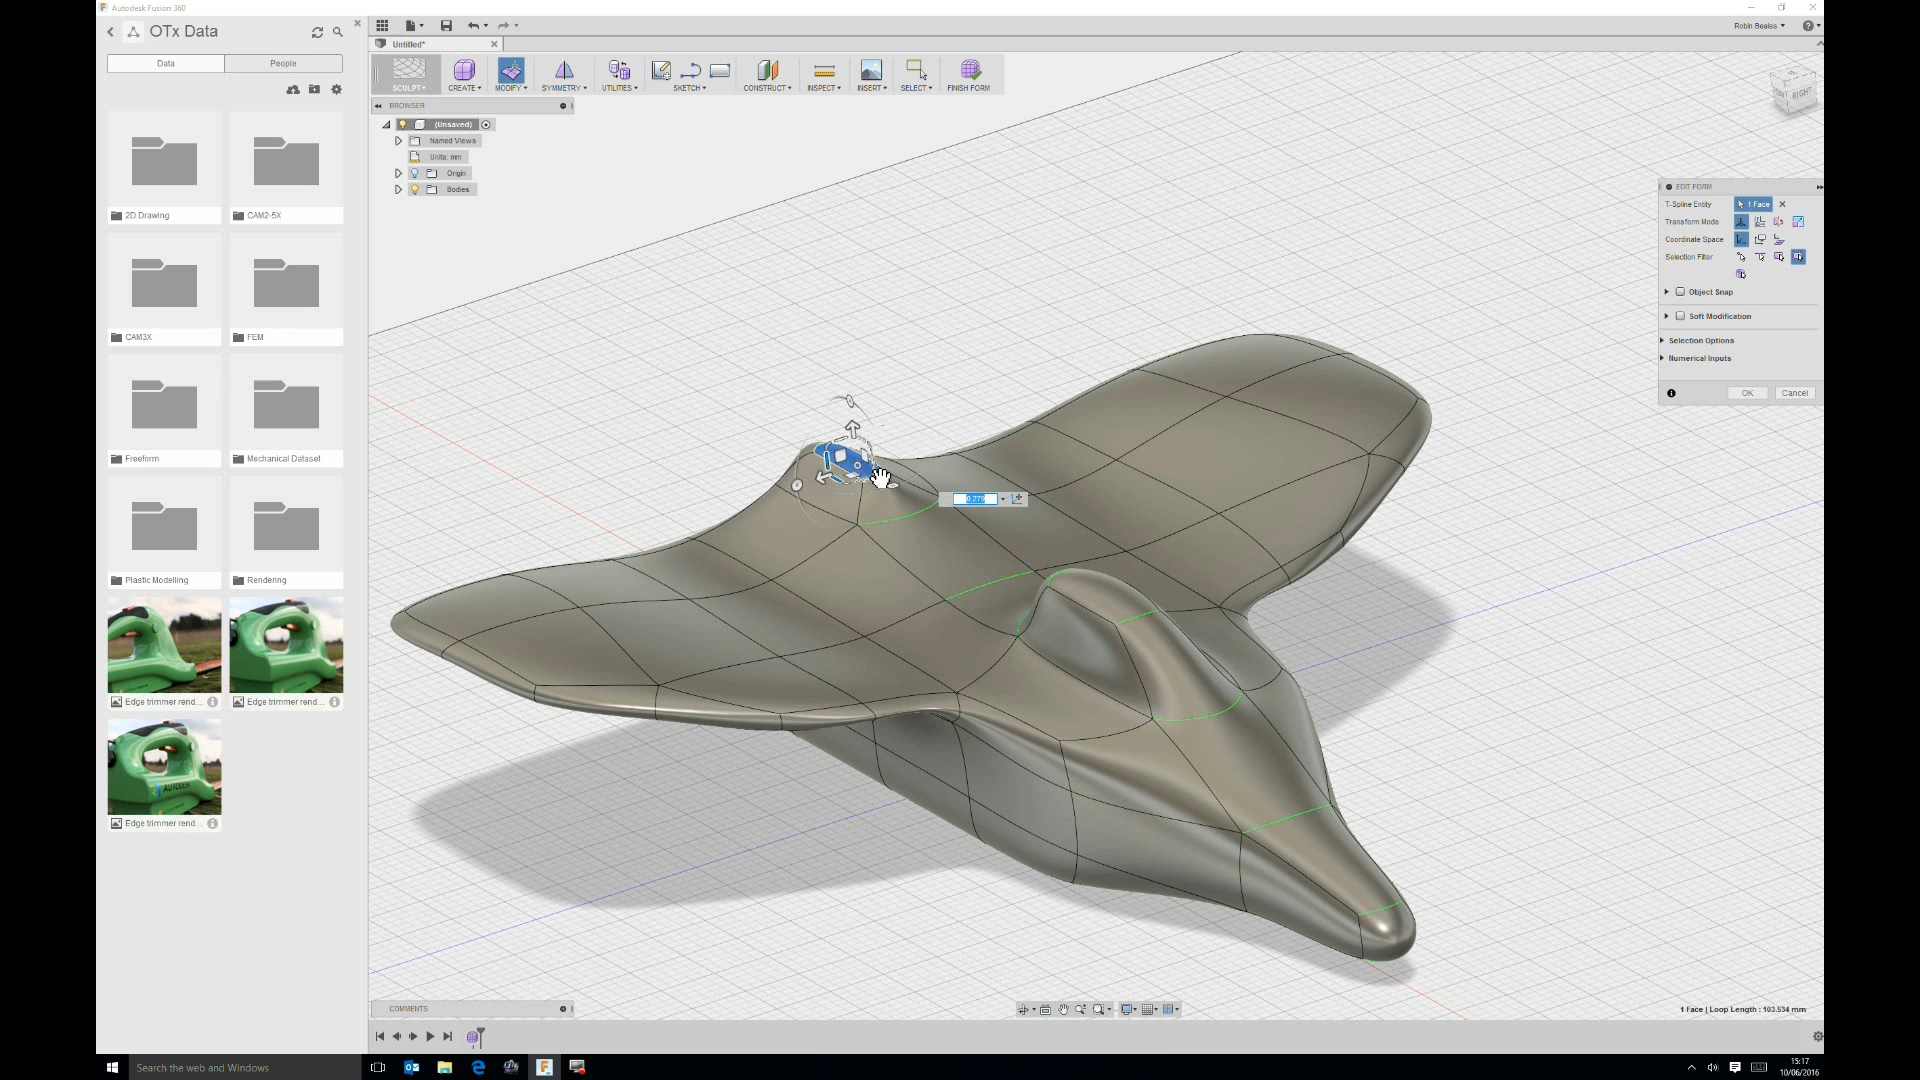 Autodesk Fusion 360
OTx Data
Data
People
2D Drawing
CAM2-5X
CAM3X
FEM
Freeform
Mechanical Dataset
Plastic Modelling
Rendering
Edge trimmer rend...
Edge trimmer rend...
AUTODESK
Edge trimmer rend...
Robin Beales
Untitled*
SCULPT
CREATE
MODIFY
SYMMETRY
UTILITIES
SKETCH
CONSTRUCT
INSPECT
INSERT
SELECT
FINISH FORM
BROWSER
(Unsaved)
Named Views
Units: mm
Origin
Bodies
RIGHT
EDIT FORM
T-Spline Entity
1 Face
Transform Mode
Coordinate Space
Selection Filter
Object Snap
Soft Modification
Selection Options
Numerical Inputs
OK
Cancel
0.279
COMMENTS
1 Face | Loop Length : 103.534 mm
Search the web and Windows
15:17
10/06/2016